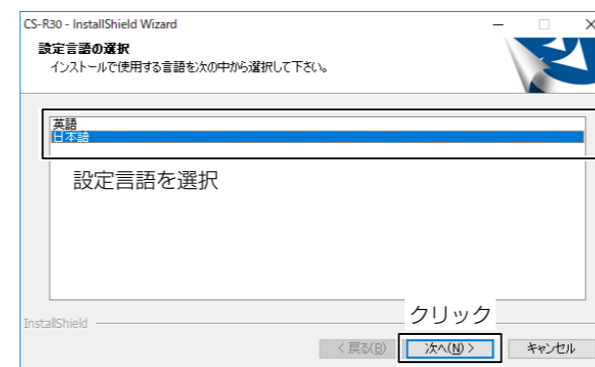 CS-R30 - InstallShield Wizard
設定言語の選択
インストールで使用する言語を次の中から選択して下さい。
英語
日本語
設定言語を選択
クリック
InstallShield
< 戻る(B) 次へ(N) > キャンセル